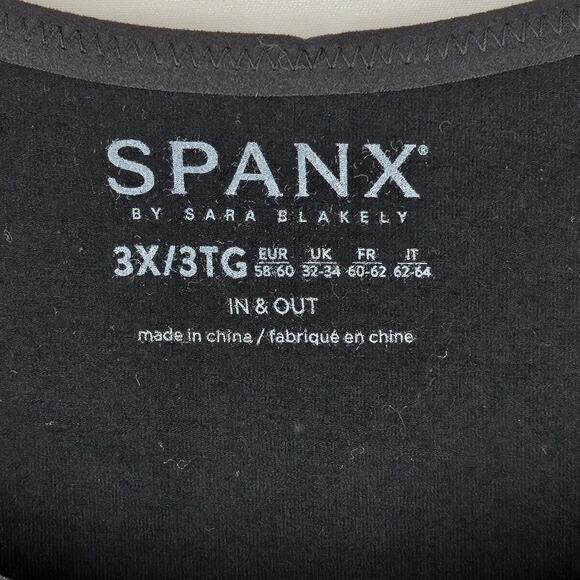 SPANX®
BY SARA BLAKELY
3X/3TG EUR UK FR IT
58-60 32-34 60-62 62-64
IN & OUT
made in china / fabriqué en chine